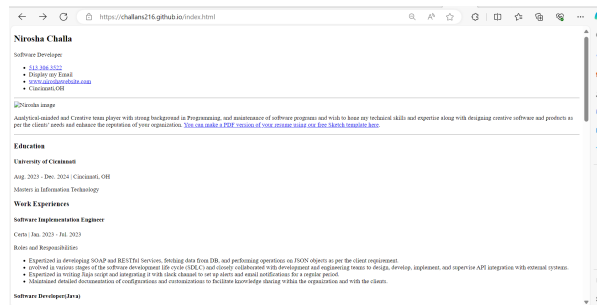 https://challans216.github.io/index.html
Nirosha Challa
Software Developer
513 306 3522
Display my Email
www.niroshawebsite.com
Cincinnati,OH
Nirosha image
Analytical-minded and Creative team player with strong background in Programming, and maintenance of software programs and wish to hone my technical skills and expertise along with designing creative software and products as
per the clients' needs and enhance the reputation of your organization. You can make a PDF version of your resume using our free Sketch template here.
Education
University of Cicninnati
Aug. 2023 - Dec. 2024 | Cincinnati, OH
Masters in Information Technology
Work Experiences
Software Implementation Engineer
Certa | Jan. 2023 - Jul. 2023
Roles and Responsibilities
Expertized in developing SOAP and RESTful Services, fetching data from DB, and performing operations on JSON objects as per the client requirement.
nvolved in various stages of the software development life cycle (SDLC) and closely collaborated with development and engineering teams to design, develop, implement, and supervise API integration with external systems.
Expertized in writing Jinja script and integrating it with slack channel to set up alerts and email notifications for a regular period.
Maintained detailed documentation of configurations and customizations to facilitate knowledge sharing within the organization and with the clients.
Software Developer(Java)